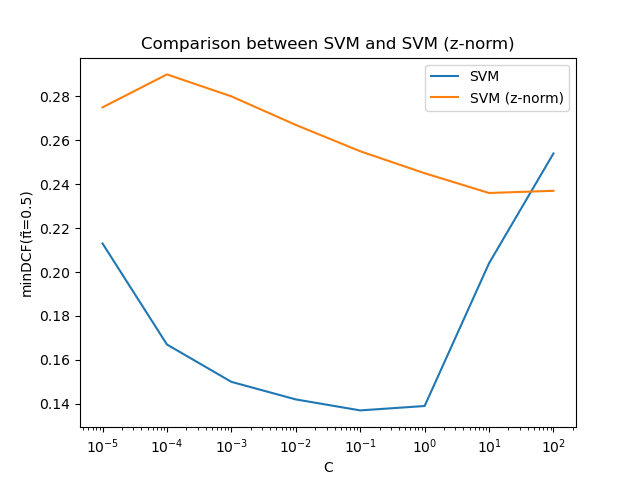 Comparison between SVM and SVM (z-norm)
SVM
SVM (z-norm)
minDCF(π̃=0.5)
0.28
0.26
0.24
0.22
0.20
0.18
0.16
0.14
10⁻⁵ 10⁻⁴ 10⁻³ 10⁻² 10⁻¹ 10⁰ 10¹ 10²
C